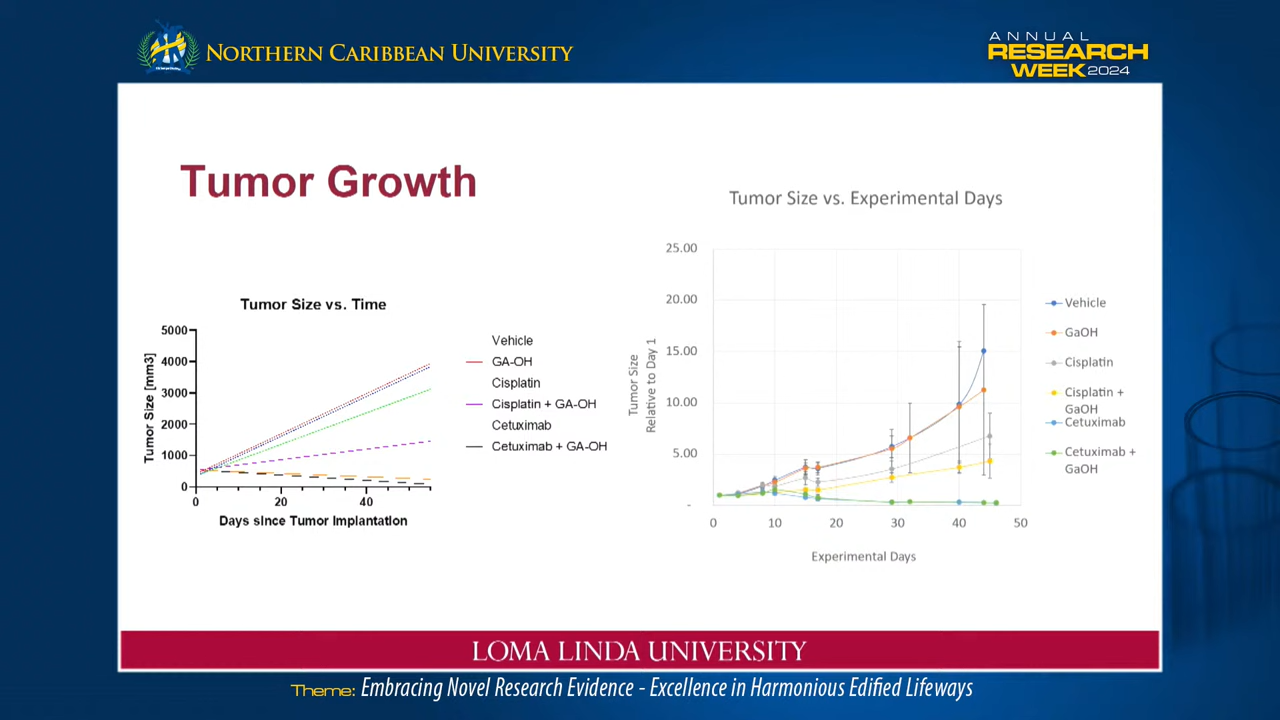 NORTHERN CARIBBEAN UNIVERSITY
ANNUAL
RESEARCH
WEEK 2024
Tumor Growth
Tumor Size vs. Time
5000
4000
3000
2000
1000
0
Tumor Size [mm3]
0 20 40
Days since Tumor Implantation
Vehicle
GA-OH
Cisplatin
Cisplatin + GA-OH
Cetuximab
Cetuximab + GA-OH
Tumor Size vs. Experimental Days
25.00
20.00
15.00
10.00
5.00
-
Tumor Size
Relative to Day 1
0 10 20 30 40 50
Experimental Days
Vehicle
GaOH
Cisplatin
Cisplatin +
GaOH
Cetuximab
Cetuximab +
GaOH
LOMA LINDA UNIVERSITY
Theme: Embracing Novel Research Evidence - Excellence in Harmonious Edified Lifeways